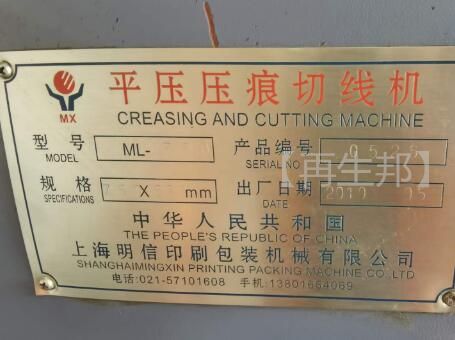 平压压痕切线机
MX
CREASING AND CUTTING MACHINE
型号 ML- 产品编号
MODEL SERIAL NO
规格 X mm 出厂日期
SPECIFICATIONS DATE
【再生邦】
中华人民共和国
THE PEOPLE'S REPUBLIC OF CHINA
上海明信印刷包装机械有限公司
SHANGHAIMINGXIN PRINTING PACKING MACHINE CO.,LTD
电话:021-57101608 手机:13801664069